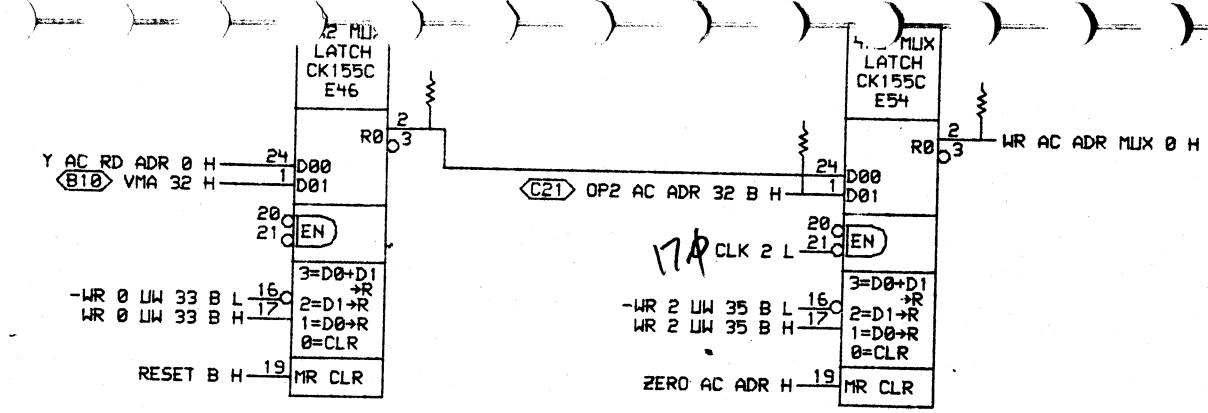 2 MUX
LATCH
CK155C
E46
2
R0
3
Y AC RD ADR 0 H
24
D00
B10
VMA 32 H
1
D01
20
21
EN
3=D0+D1
→R
2=D1→R
1=D0→R
0=CLR
-WR 0 UW 33 B L
16
WR 0 UW 33 B H
17
RESET B H
19
MR CLR
MUX
LATCH
CK155C
E54
2
R0
3
WR AC ADR MUX 0 H
24
D00
C21
OP2 AC ADR 32 B H
1
D01
20
CLK 2 L
21
EN
3=D0+D1
→R
2=D1→R
1=D0→R
0=CLR
-WR 2 UW 35 B L
16
WR 2 UW 35 B H
17
ZERO AC ADR H
19
MR CLR